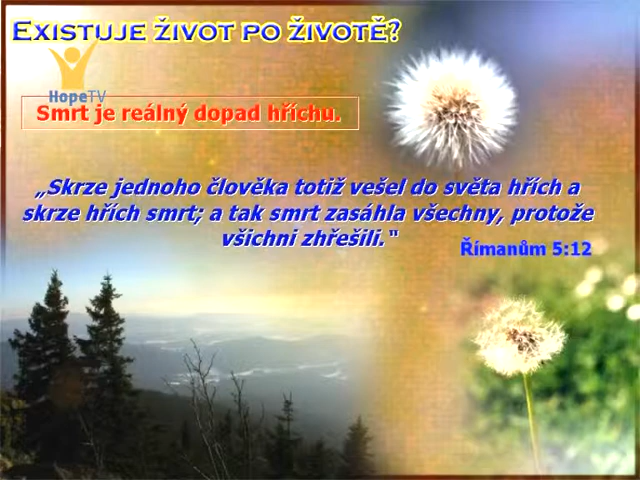 EXISTUJE ŽIVOT PO ŽIVOTĚ?
HopeTV
Smrt je reálný dopad hříchu.
„Skrze jednoho člověka totiž vešel do světa hřích a
skrze hřích smrt; a tak smrt zasáhla všechny, protože
všichni zhřešili.“
Římanům 5:12